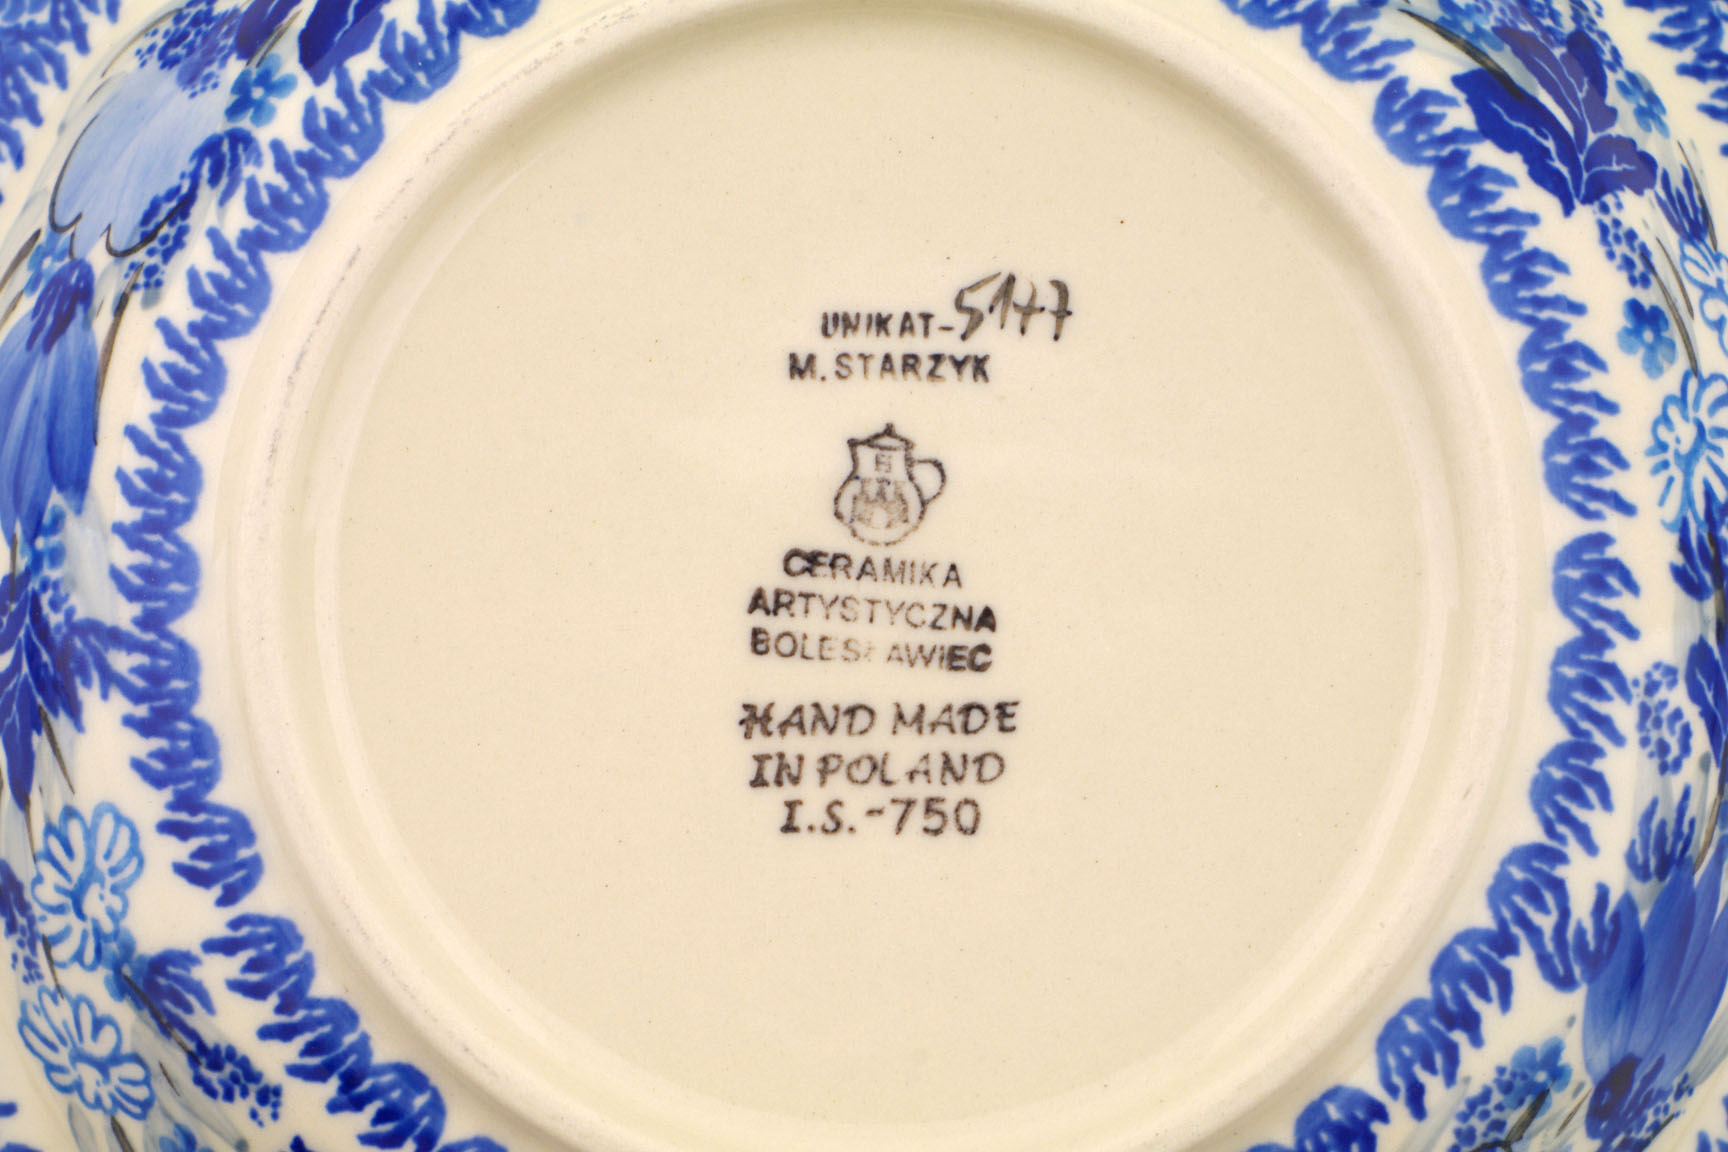 UNIKAT-5147
M. STARZYK
B
CERAMIKA
ARTYSTYCZNA
BOLESŁAWIEC
HAND MADE
IN POLAND
I.S.-750